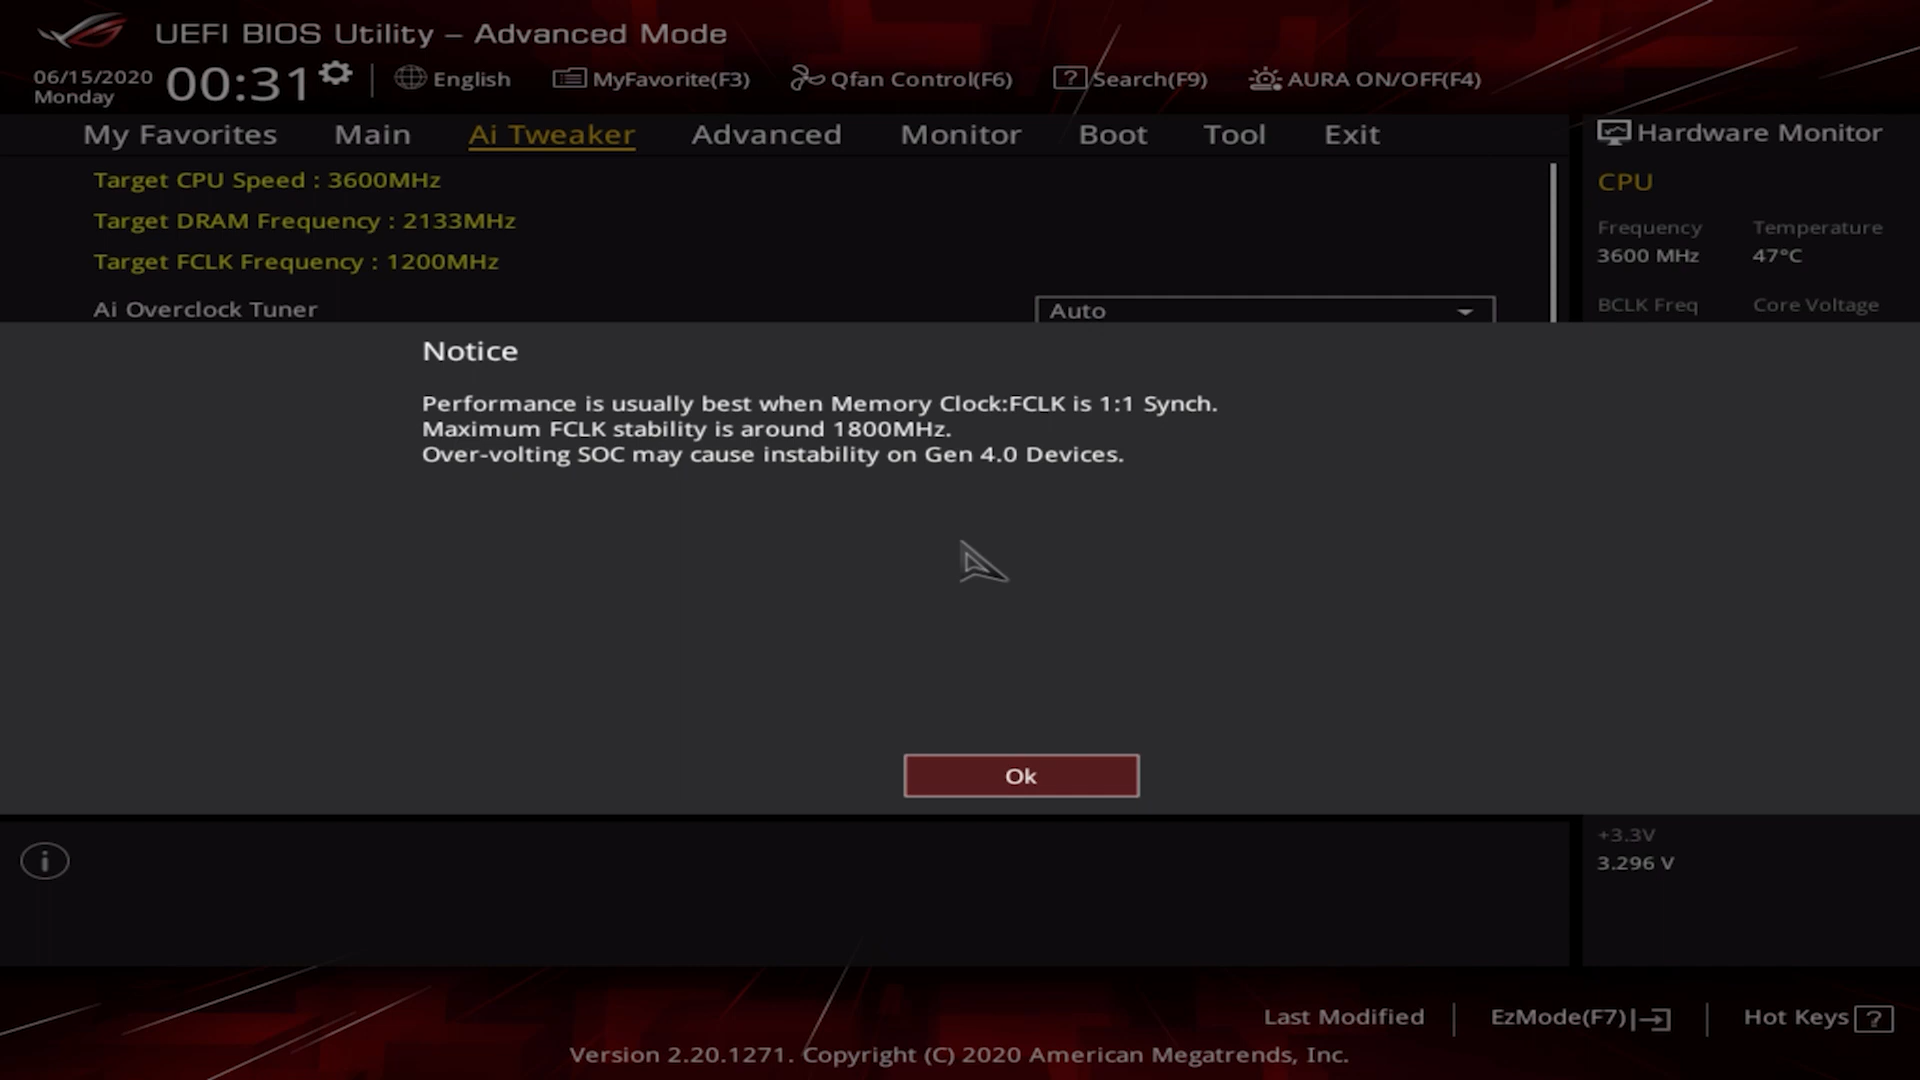 UEFI BIOS Utility – Advanced Mode
06/15/2020
Monday
00:31
English
MyFavorite(F3)
Qfan Control(F6)
? Search(F9)
AURA ON/OFF(F4)
My Favorites Main Ai Tweaker Advanced Monitor Boot Tool Exit
Hardware Monitor
Target CPU Speed : 3600MHz
Target DRAM Frequency : 2133MHz
Target FCLK Frequency : 1200MHz
Ai Overclock Tuner
Auto
CPU
Frequency Temperature
3600 MHz 47°C
BCLK Freq Core Voltage
Notice
Performance is usually best when Memory Clock:FCLK is 1:1 Synch.
Maximum FCLK stability is around 1800MHz.
Over-volting SOC may cause instability on Gen 4.0 Devices.
Ok
+3.3V
3.296 V
i
Last Modified
EzMode(F7)
Hot Keys ?
Version 2.20.1271. Copyright (C) 2020 American Megatrends, Inc.